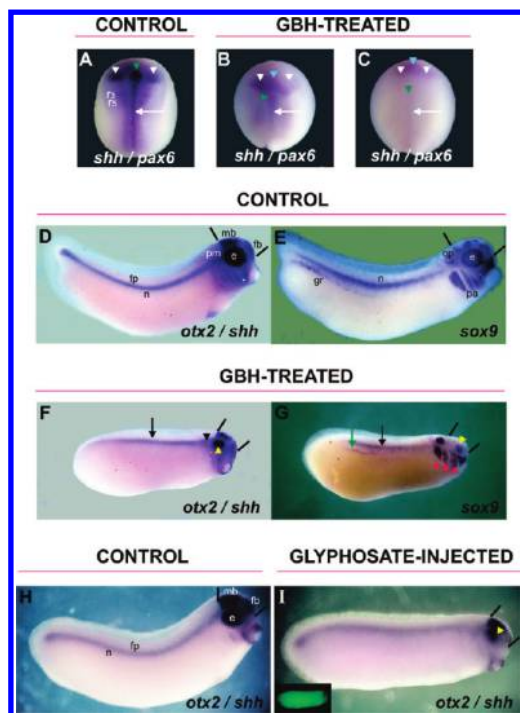 CONTROL GBH-TREATED
A B C
rs
shh / pax6 shh / pax6 shh / pax6
CONTROL
D mb fb E
pm e op e
fp n
n gr pa
otx2 / shh sox9
GBH-TREATED
F G
otx2 / shh sox9
CONTROL GLYPHOSATE-INJECTED
H mb fb I
e
fp
n
otx2 / shh otx2 / shh